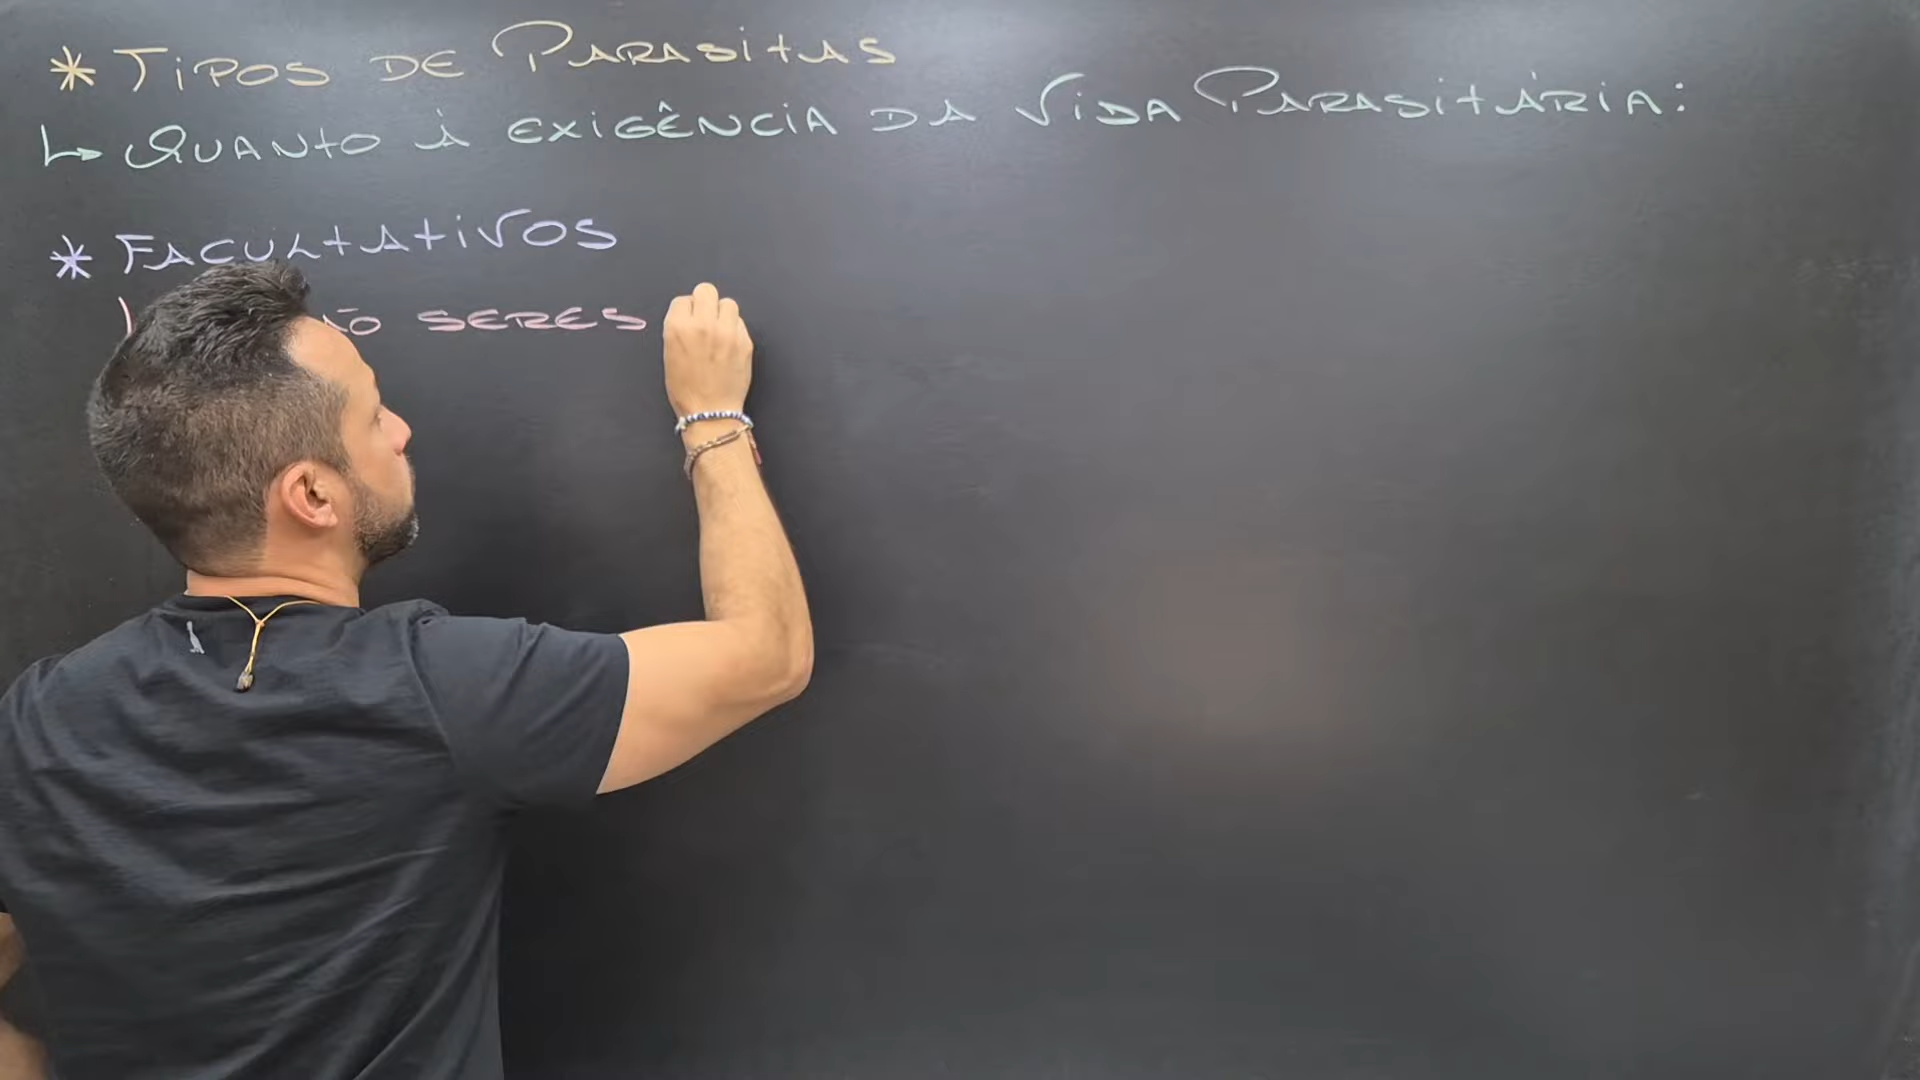 * Tipos de Parasitas
↳ Quanto à exigência da vida parasitária:
* Facultativos
seres